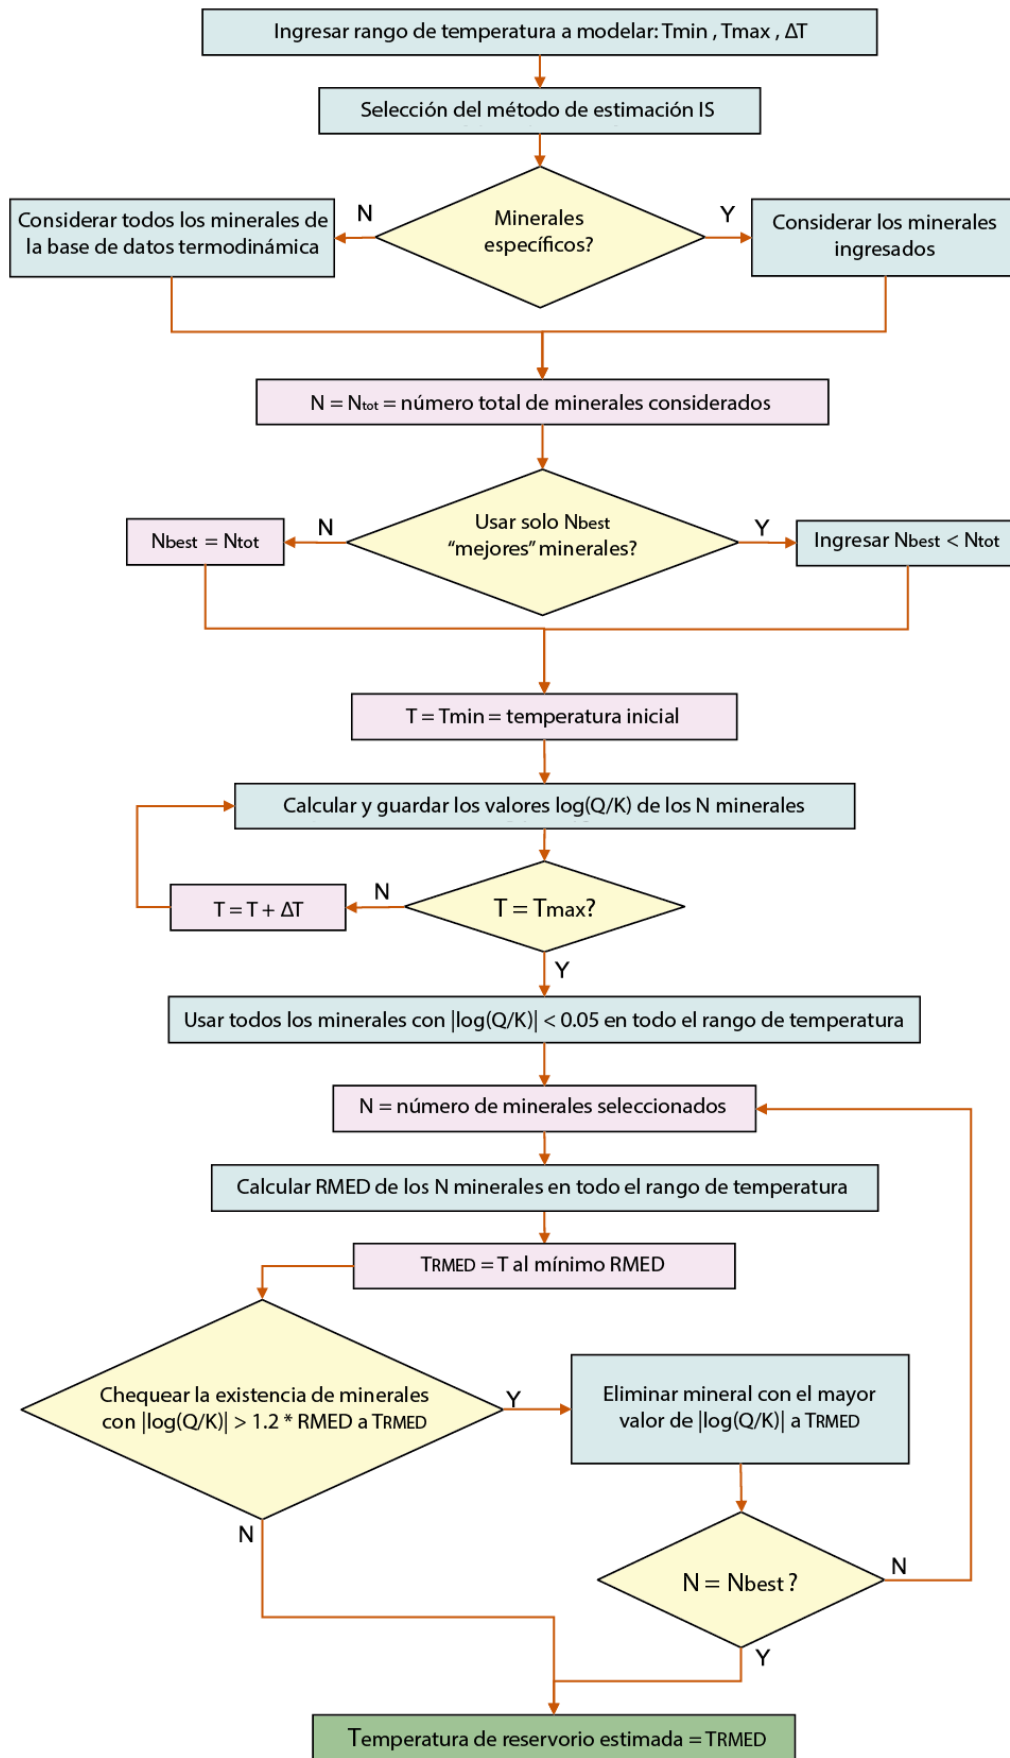 Ingresar rango de temperatura a modelar: Tmin , Tmax , ΔT
Selección del método de estimación IS
Minerales
específicos?
N
Y
Considerar todos los minerales de
la base de datos termodinámica
Considerar los minerales
ingresados
N = Ntot = número total de minerales considerados
Usar solo Nbest
“mejores” minerales?
N
Y
Nbest = Ntot
Ingresar Nbest < Ntot
T = Tmin = temperatura inicial
Calcular y guardar los valores log(Q/K) de los N minerales
T = Tmax?
N
T = T + ΔT
Y
Usar todos los minerales con |log(Q/K)| < 0.05 en todo el rango de temperatura
N = número de minerales seleccionados
Calcular RMED de los N minerales en todo el rango de temperatura
TRMED = T al mínimo RMED
Chequear la existencia de minerales
con |log(Q/K)| > 1.2 * RMED a TRMED
Y
Eliminar mineral con el mayor
valor de |log(Q/K)| a TRMED
N
N = Nbest ?
N
Y
Temperatura de reservorio estimada = TRMED